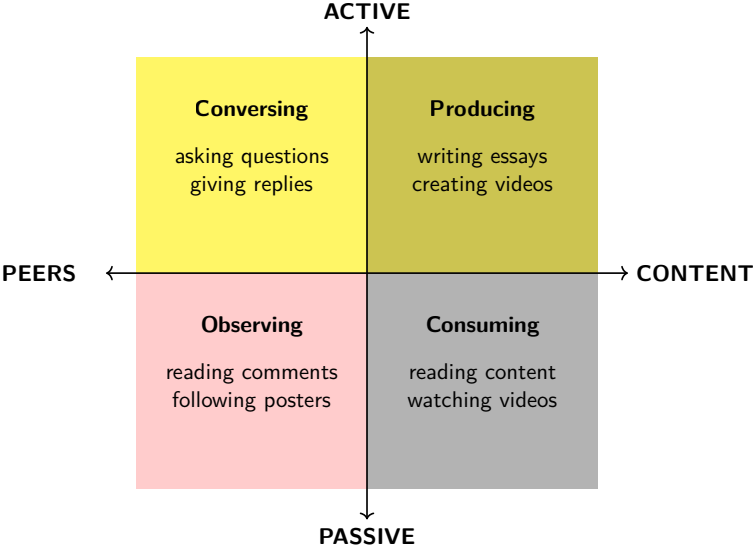 ACTIVE
Conversing
asking questions
giving replies
Producing
writing essays
creating videos
PEERS
CONTENT
Observing
reading comments
following posters
Consuming
reading content
watching videos
PASSIVE